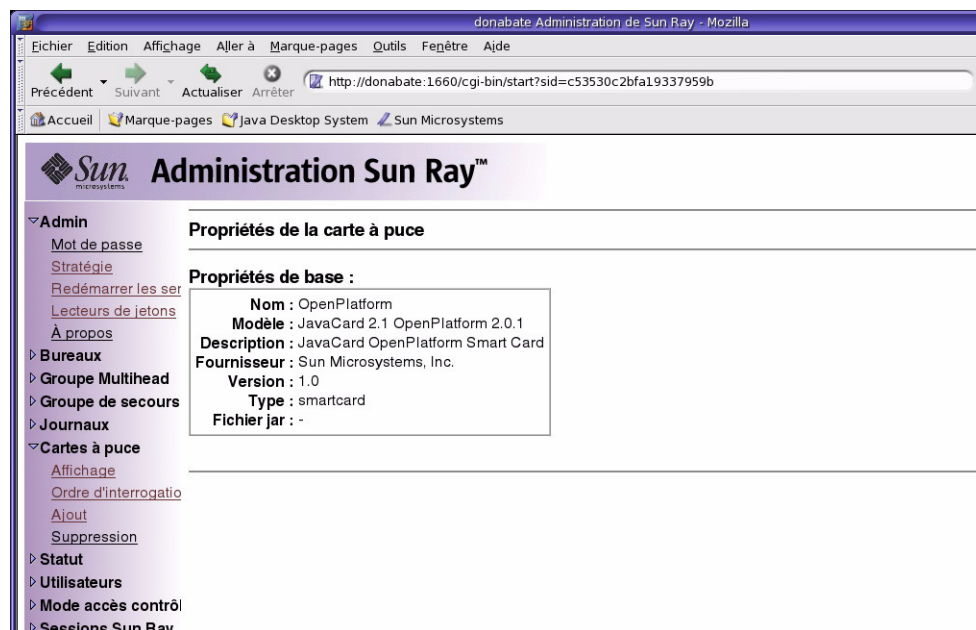 donabate Administration de Sun Ray - Mozilla
Fichier Edition Affichage Aller à Marque-pages Outils Fenêtre Aide
Précédent Suivant Actualiser Arrêter http://donabate:1660/cgi-bin/start?sid=c53530c2bfa19337959b
Accueil Marque-pages Java Desktop System Sun Microsystems
Sun microsystems Administration Sun Ray™
Admin
Mot de passe
Stratégie
Redémarrer les ser
Lecteurs de jetons
À propos
Bureaux
Groupe Multihead
Groupe de secours
Journaux
Cartes à puce
Affichage
Ordre d'interrogatio
Ajout
Suppression
Statut
Utilisateurs
Mode accès contrôl
Sessions Sun Ray
Propriétés de la carte à puce
Propriétés de base :
Nom : OpenPlatform
Modèle : JavaCard 2.1 OpenPlatform 2.0.1
Description : JavaCard OpenPlatform Smart Card
Fournisseur : Sun Microsystems, Inc.
Version : 1.0
Type : smartcard
Fichier jar : -